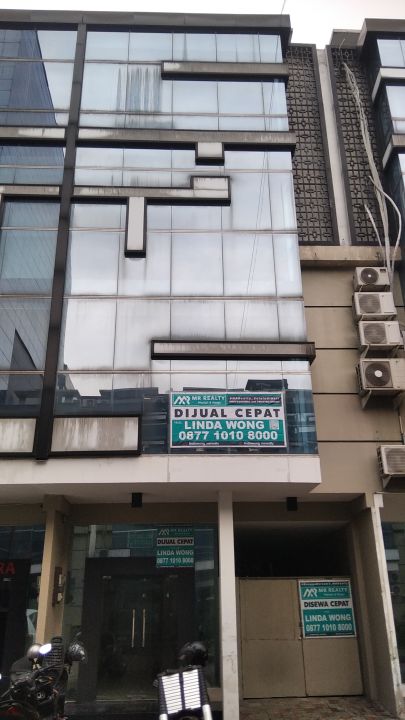 MR REALTY
DIJUAL CEPAT
LINDA WONG
0877 1010 8000
MR REALTY
DIJUAL CEPAT
LINDA WONG
0877 1010 8000
MR REALTY
DISEWA CEPAT
LINDA WONG
0877 1010 8000
RA